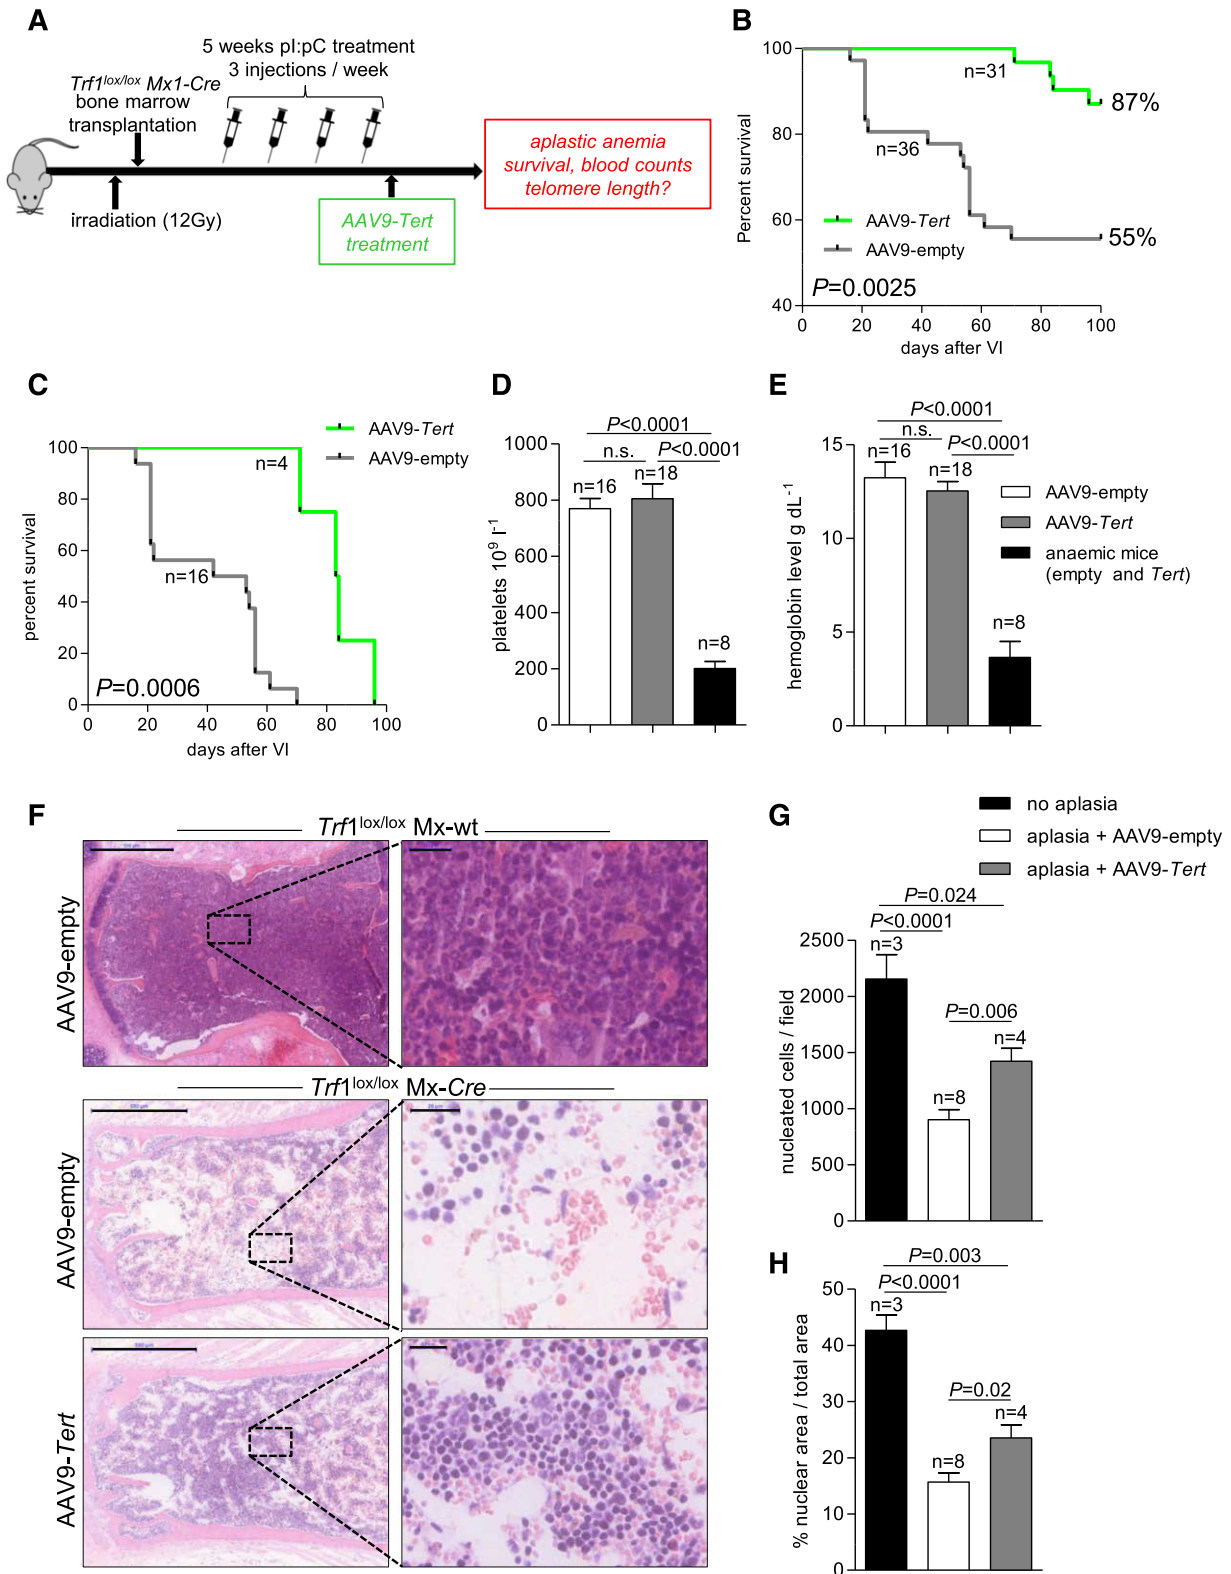 A
5 weeks pI:pC treatment
3 injections / week
Trf1lox/lox Mx1-Cre
bone marrow
transplantation
irradiation (12Gy)
AAV9-Tert
treatment
aplastic anemia
survival, blood counts
telomere length?
B
Percent survival
100
80
60
40
n=31
87%
n=36
AAV9-Tert
AAV9-empty
55%
P=0.0025
0 20 40 60 80 100
days after VI
C
AAV9-Tert
AAV9-empty
percent survival
100
80
60
40
20
0
n=4
n=16
P=0.0006
0 20 40 60 80 100
days after VI
D
platelets 10⁹ l⁻¹
1000
800
600
400
200
0
P<0.0001
n.s. P<0.0001
n=16
n=18
n=8
E
hemoglobin level g dL⁻¹
15
10
5
0
P<0.0001
n.s.
P<0.0001
n=16
n=18
n=8
AAV9-empty
AAV9-Tert
anaemic mice
(empty and Tert)
F
Trf1lox/lox Mx-wt
AAV9-empty
Trf1lox/lox Mx-Cre
AAV9-empty
AAV9-Tert
G
no aplasia
aplasia + AAV9-empty
aplasia + AAV9-Tert
nucleated cells / field
2500
2000
1500
1000
500
0
P=0.024
P<0.0001
n=3
P=0.006
n=8
n=4
H
% nuclear area / total area
50
40
30
20
10
0
P=0.003
P<0.0001
n=3
P=0.02
n=8
n=4